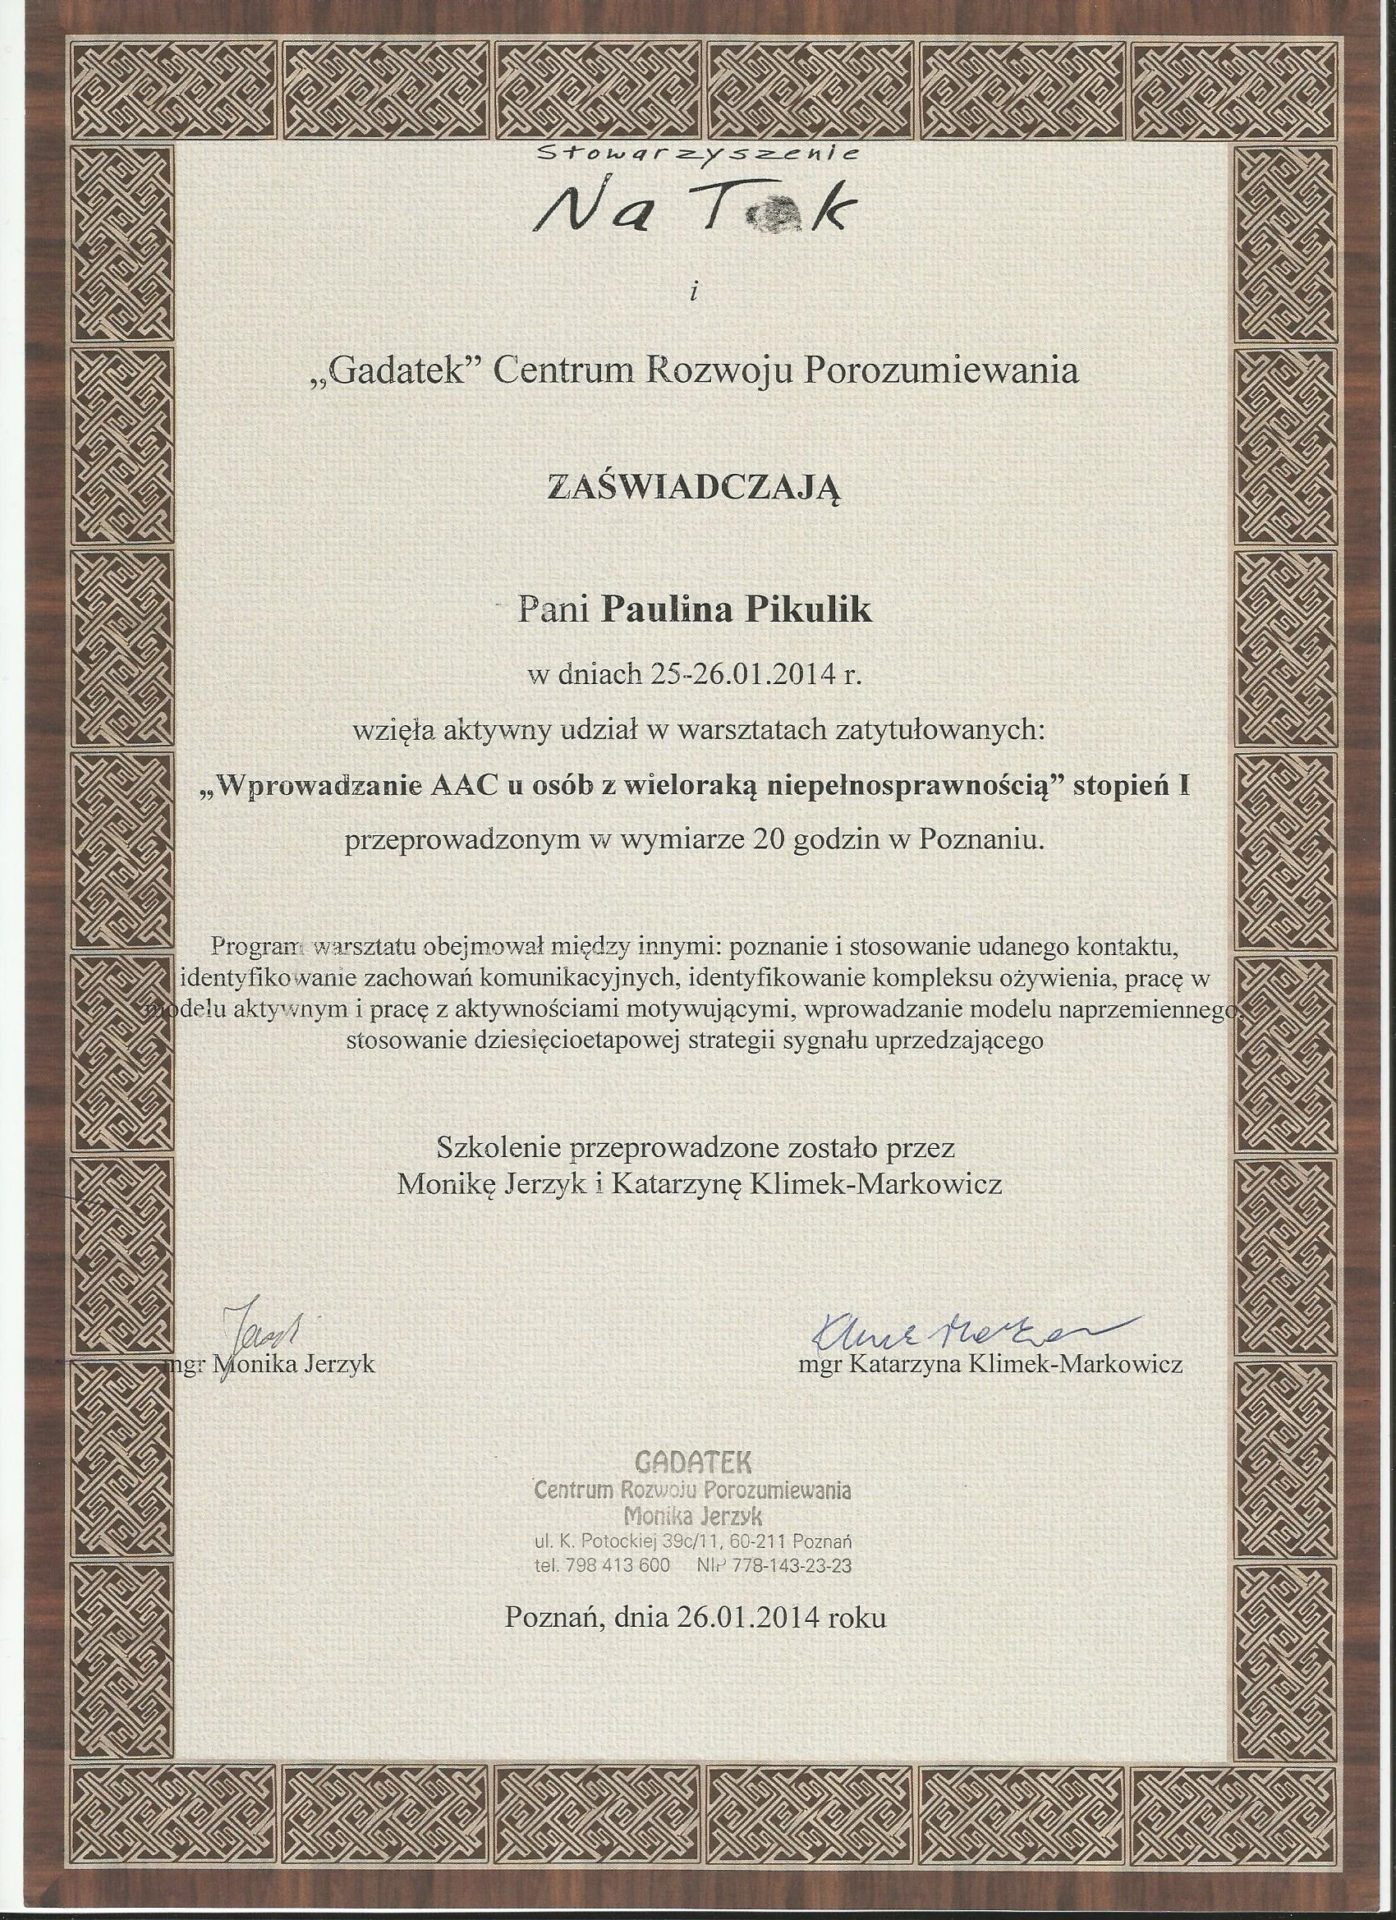 Stowarzyszenie
Na Tak
i
„Gadatek” Centrum Rozwoju Porozumiewania
ZAŚWIADCZAJĄ
Pani Paulina Pikulik
w dniach 25-26.01.2014 r.
wzięła aktywny udział w warsztatach zatytułowanych:
„Wprowadzanie AAC u osób z wieloraką niepełnosprawnością” stopień I
przeprowadzonym w wymiarze 20 godzin w Poznaniu.
Program warsztatu obejmował między innymi: poznanie i stosowanie udanego kontaktu,
identyfikowanie zachowań komunikacyjnych, identyfikowanie kompleksu ożywienia, pracę w
modelu aktywnym i pracę z aktywnościami motywującymi, wprowadzanie modelu naprzemiennego,
stosowanie dziesięcioetapowej strategii sygnału uprzedzającego
Szkolenie przeprowadzone zostało przez
Monikę Jerzyk i Katarzynę Klimek-Markowicz
mgr Monika Jerzyk
mgr Katarzyna Klimek-Markowicz
GADATEK
Centrum Rozwoju Porozumiewania
Monika Jerzyk
ul. K. Potockiej 39c/11, 60-211 Poznań
tel. 798 413 600 NIP 778-143-23-23
Poznań, dnia 26.01.2014 roku